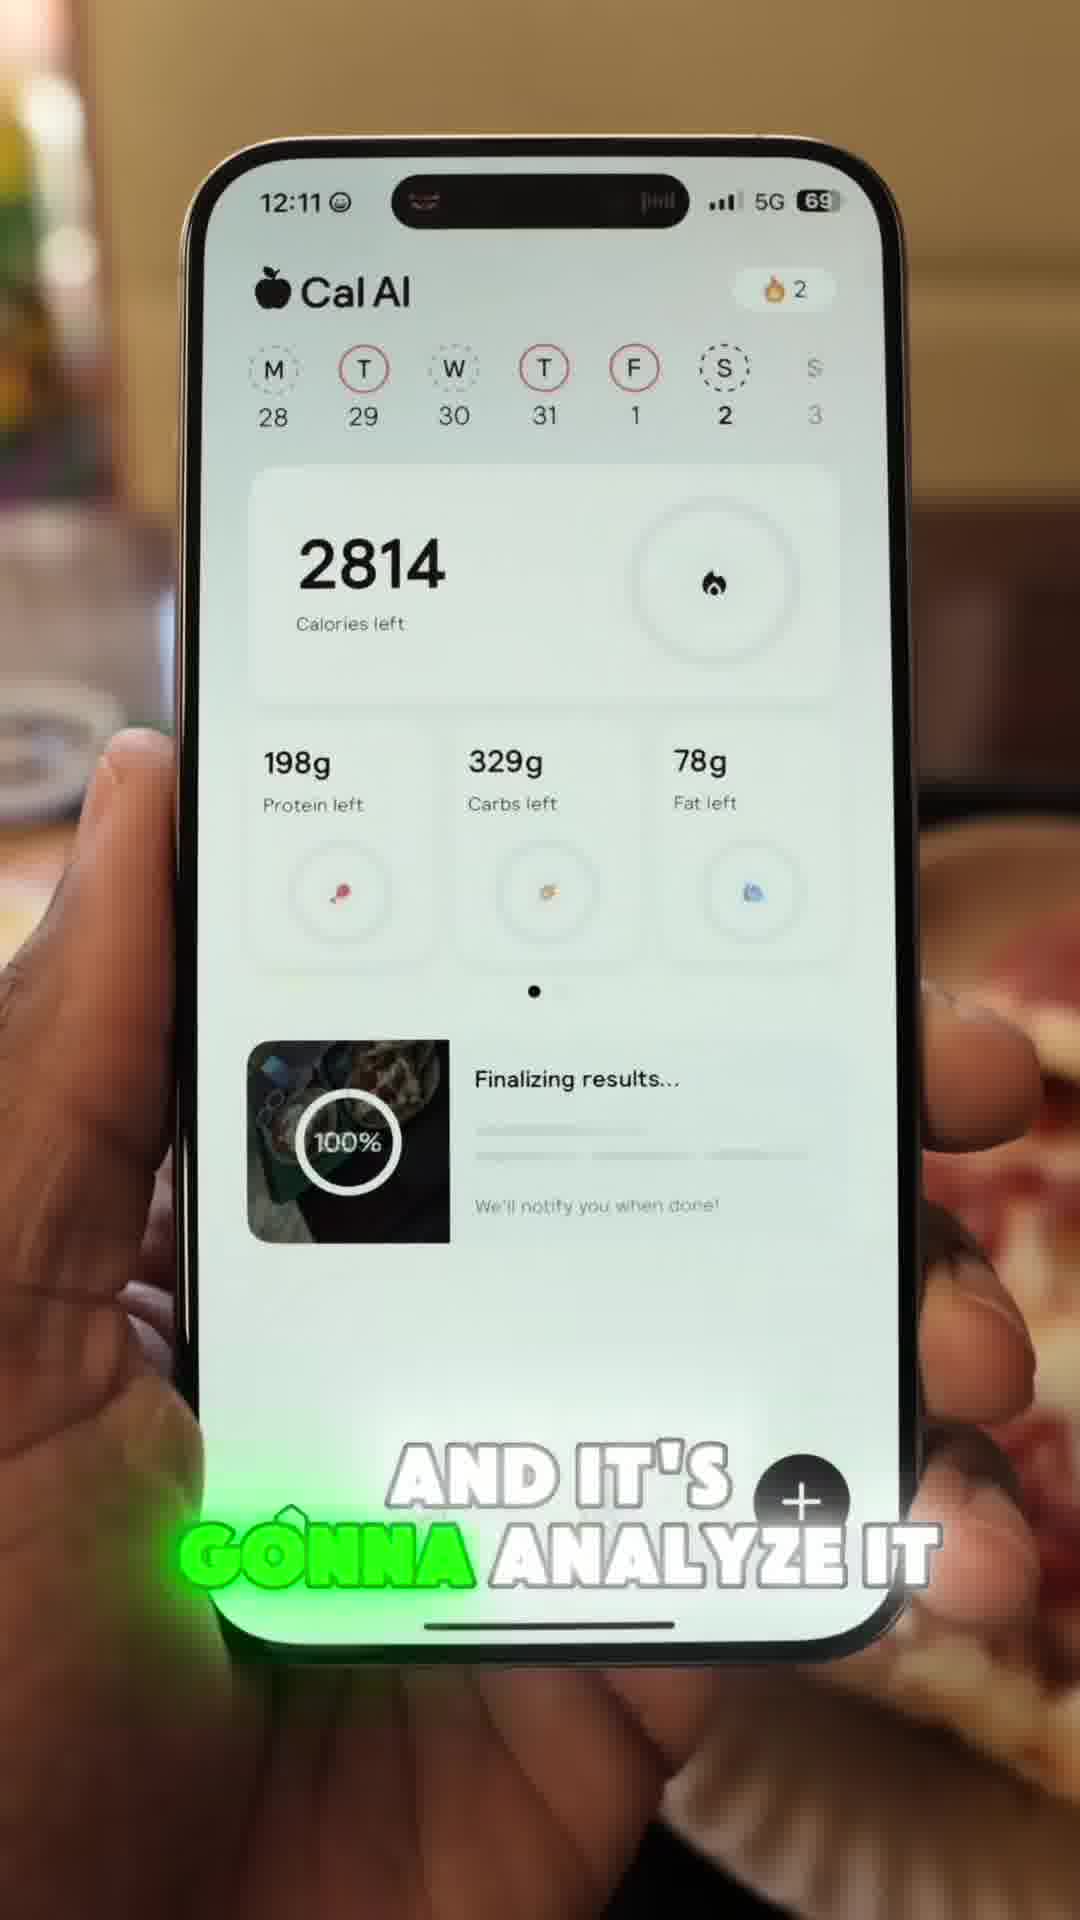 12:11 5G 69
Cal AI
2
M T W T F S S
28 29 30 31 1 2 3
2814
Calories left
198g 329g 78g
Protein left Carbs left Fat left
Finalizing results...
100%
We'll notify you when done!
AND IT'S
GONNA ANALYZE IT